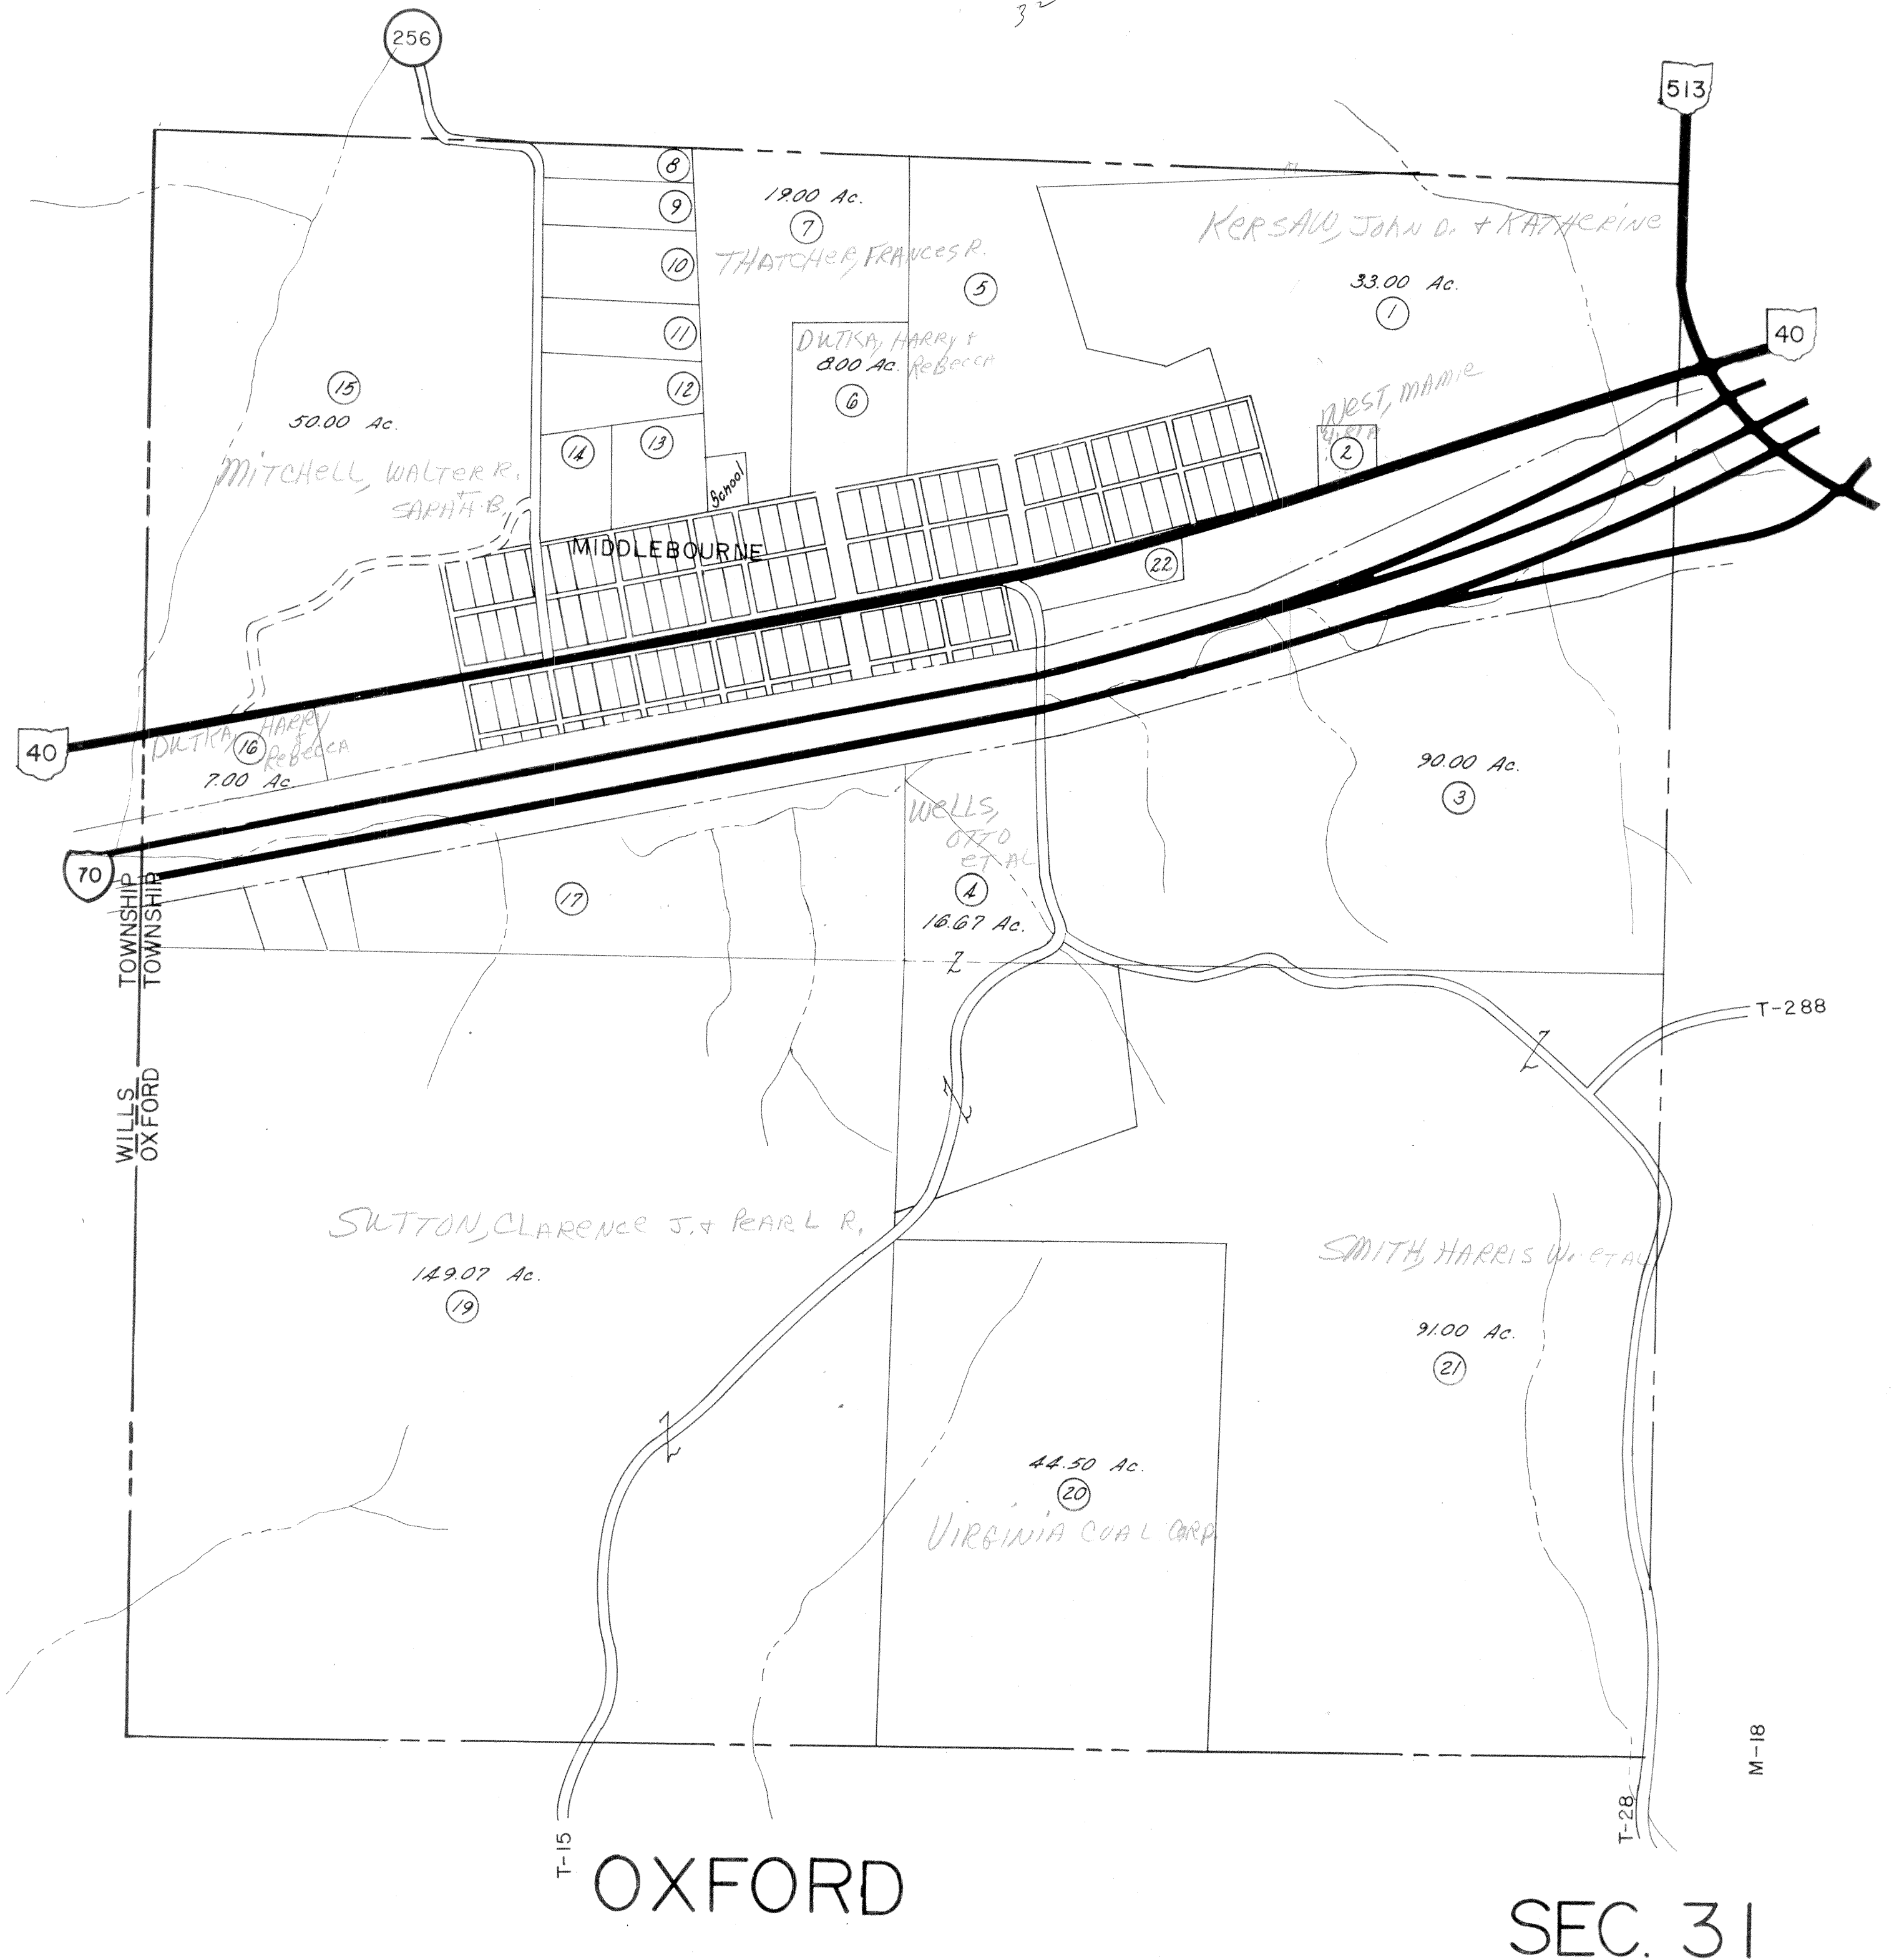 32
256
513
8
9
10
11
12
14
13
School
19.00 Ac.
7
THATCHER, FRANCES R.
5
KERSAW, JOHN D. + KATHERINE
33.00 Ac.
1
40
DUTKA, HARRY +
8.00 Ac. REBECCA
6
WEST, MAMIE
2
15
50.00 Ac.
MITCHELL, WALTER R.
+
SARAH B.
MIDDLEBOURNE
22
40
DUTKA, HARRY
&
16
REBECCA
7.00 Ac.
70
17
WELLS,
OTTO
ET AL
4
16.67 Ac.
90.00 Ac.
3
TOWNSHIP
TOWNSHIP
WILLS
OXFORD
Z
Z
Z
Z
T-288
SUTTON, CLARENCE J. + PEARL R.
149.07 Ac.
19
SMITH, HARRIS W. ET AL
91.00 Ac.
21
44.50 Ac.
20
VIRGINIA COAL CORP
M-18
T-28
T-15
OXFORD
SEC. 31